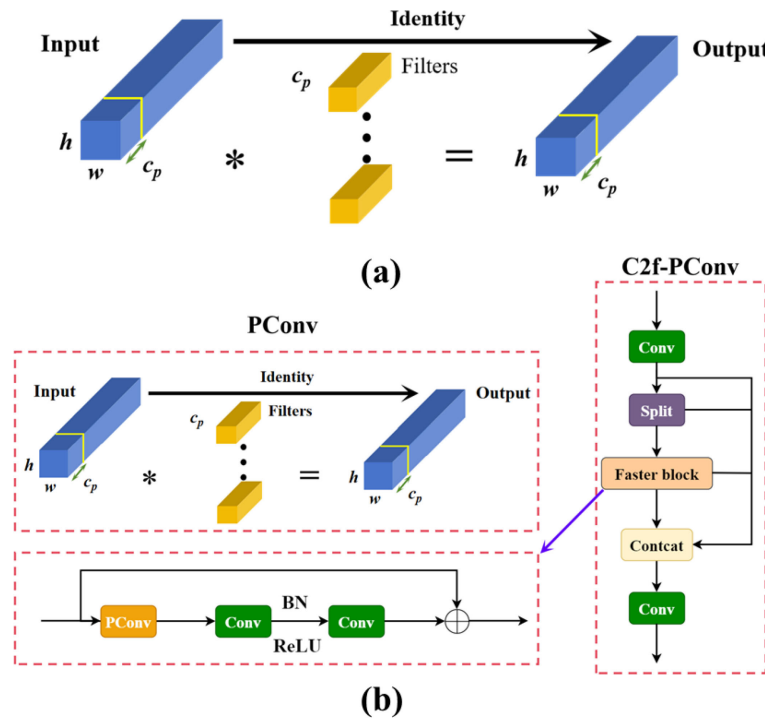 Identity
Input
Output
Filters
c_p
h
w
c_p
*
=
h
w
c_p
(a)
C2f-PConv
PConv
Input
Identity
Output
c_p
Filters
h
w
c_p
*
=
h
w
c_p
Conv
Split
Faster block
Contcat
Conv
PConv
Conv
BN
ReLU
Conv
(b)